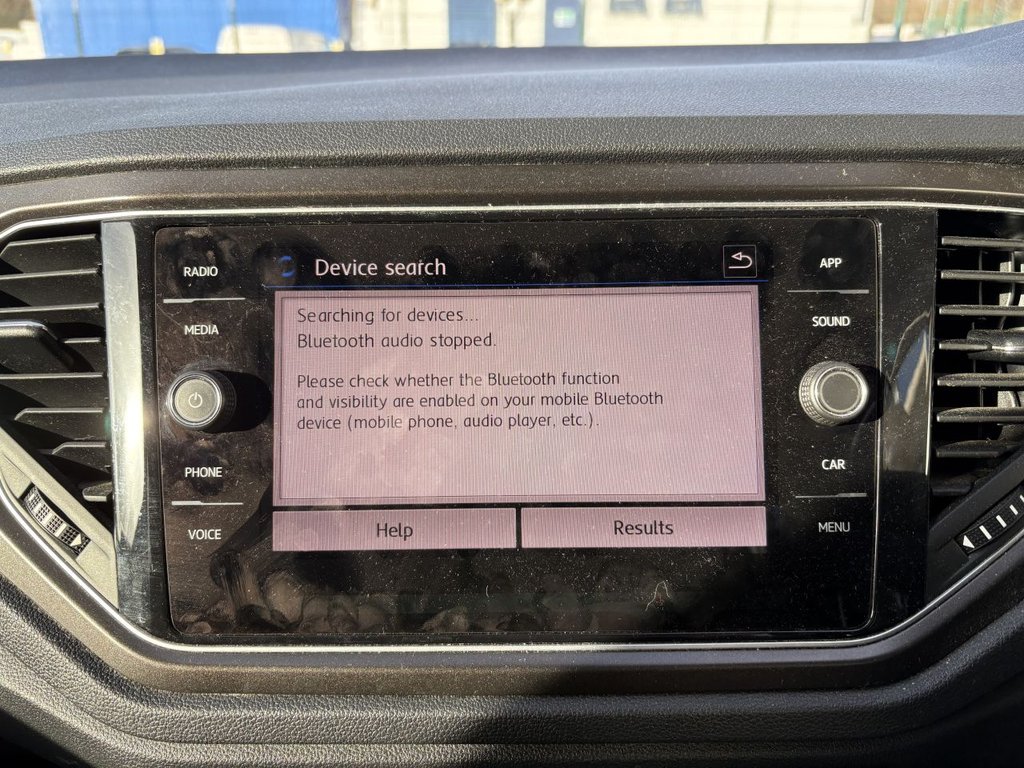 Device search
RADIO
MEDIA
PHONE
VOICE
Searching for devices...
Bluetooth audio stopped.
Please check whether the Bluetooth function
and visibility are enabled on your mobile Bluetooth
device (mobile phone, audio player, etc.).
Help
Results
APP
SOUND
CAR
MENU